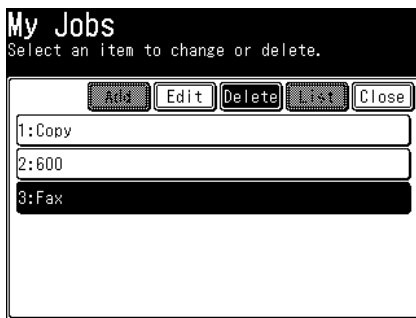 My Jobs
Select an item to change or delete.
Add Edit Delete List Close
1:Copy
2:600
3:Fax